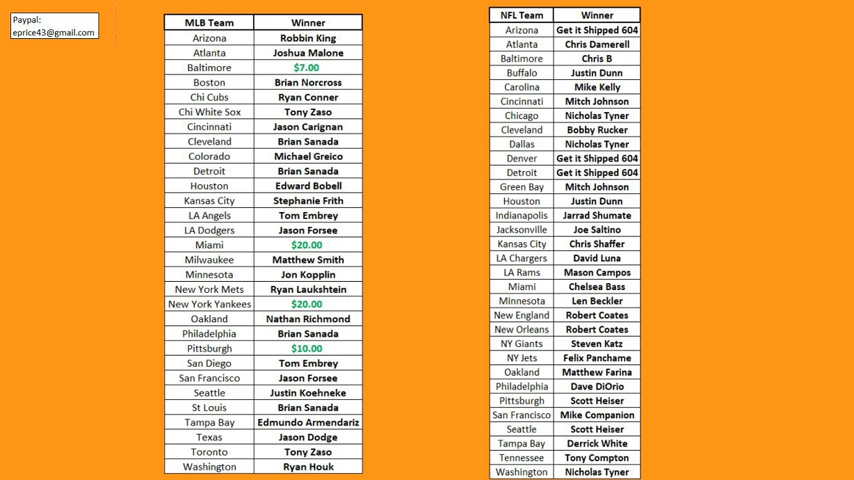 Paypal:
eprice43@gmail.com
MLB Team Winner
Arizona Robbin King
Atlanta Joshua Malone
Baltimore $7.00
Boston Brian Norcross
Chi Cubs Ryan Conner
Chi White Sox Tony Zaso
Cincinnati Jason Carignan
Cleveland Brian Sanada
Colorado Michael Greico
Detroit Brian Sanada
Houston Edward Bobell
Kansas City Stephanie Frith
LA Angels Tom Embrey
LA Dodgers Jason Forsee
Miami $20.00
Milwaukee Matthew Smith
Minnesota Jon Kopplin
New York Mets Ryan Laukshtein
New York Yankees $20.00
Oakland Nathan Richmond
Philadelphia Brian Sanada
Pittsburgh $10.00
San Diego Tom Embrey
San Francisco Jason Forsee
Seattle Justin Koehneke
St Louis Brian Sanada
Tampa Bay Edmundo Armendariz
Texas Jason Dodge
Toronto Tony Zaso
Washington Ryan Houk
NFL Team Winner
Arizona Get it Shipped 604
Atlanta Chris Damerell
Baltimore Chris B
Buffalo Justin Dunn
Carolina Mike Kelly
Cincinnati Mitch Johnson
Chicago Nicholas Tyner
Cleveland Bobby Rucker
Dallas Nicholas Tyner
Denver Get it Shipped 604
Detroit Get it Shipped 604
Green Bay Mitch Johnson
Houston Justin Dunn
Indianapolis Jarrad Shumate
Jacksonville Joe Saltino
Kansas City Chris Shaffer
LA Chargers David Luna
LA Rams Mason Campos
Miami Chelsea Bass
Minnesota Len Beckler
New England Robert Coates
New Orleans Robert Coates
NY Giants Steven Katz
NY Jets Felix Panchame
Oakland Matthew Farina
Philadelphia Dave DiOrio
Pittsburgh Scott Heiser
San Francisco Mike Companion
Seattle Scott Heiser
Tampa Bay Derrick White
Tennessee Tony Compton
Washington Nicholas Tyner